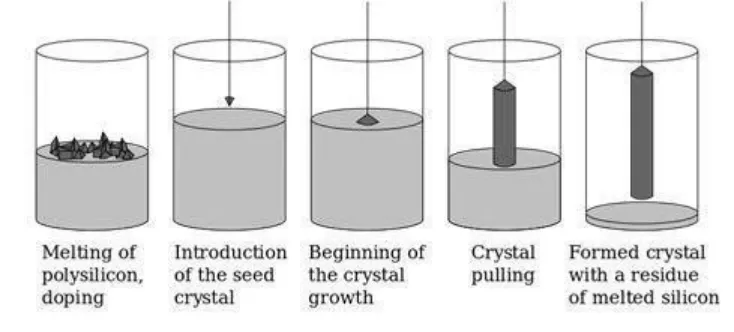 Melting of
polysilicon,
doping
Introduction
of the seed
crystal
Beginning of
the crystal
growth
Crystal
pulling
Formed crystal
with a residue
of melted silicon